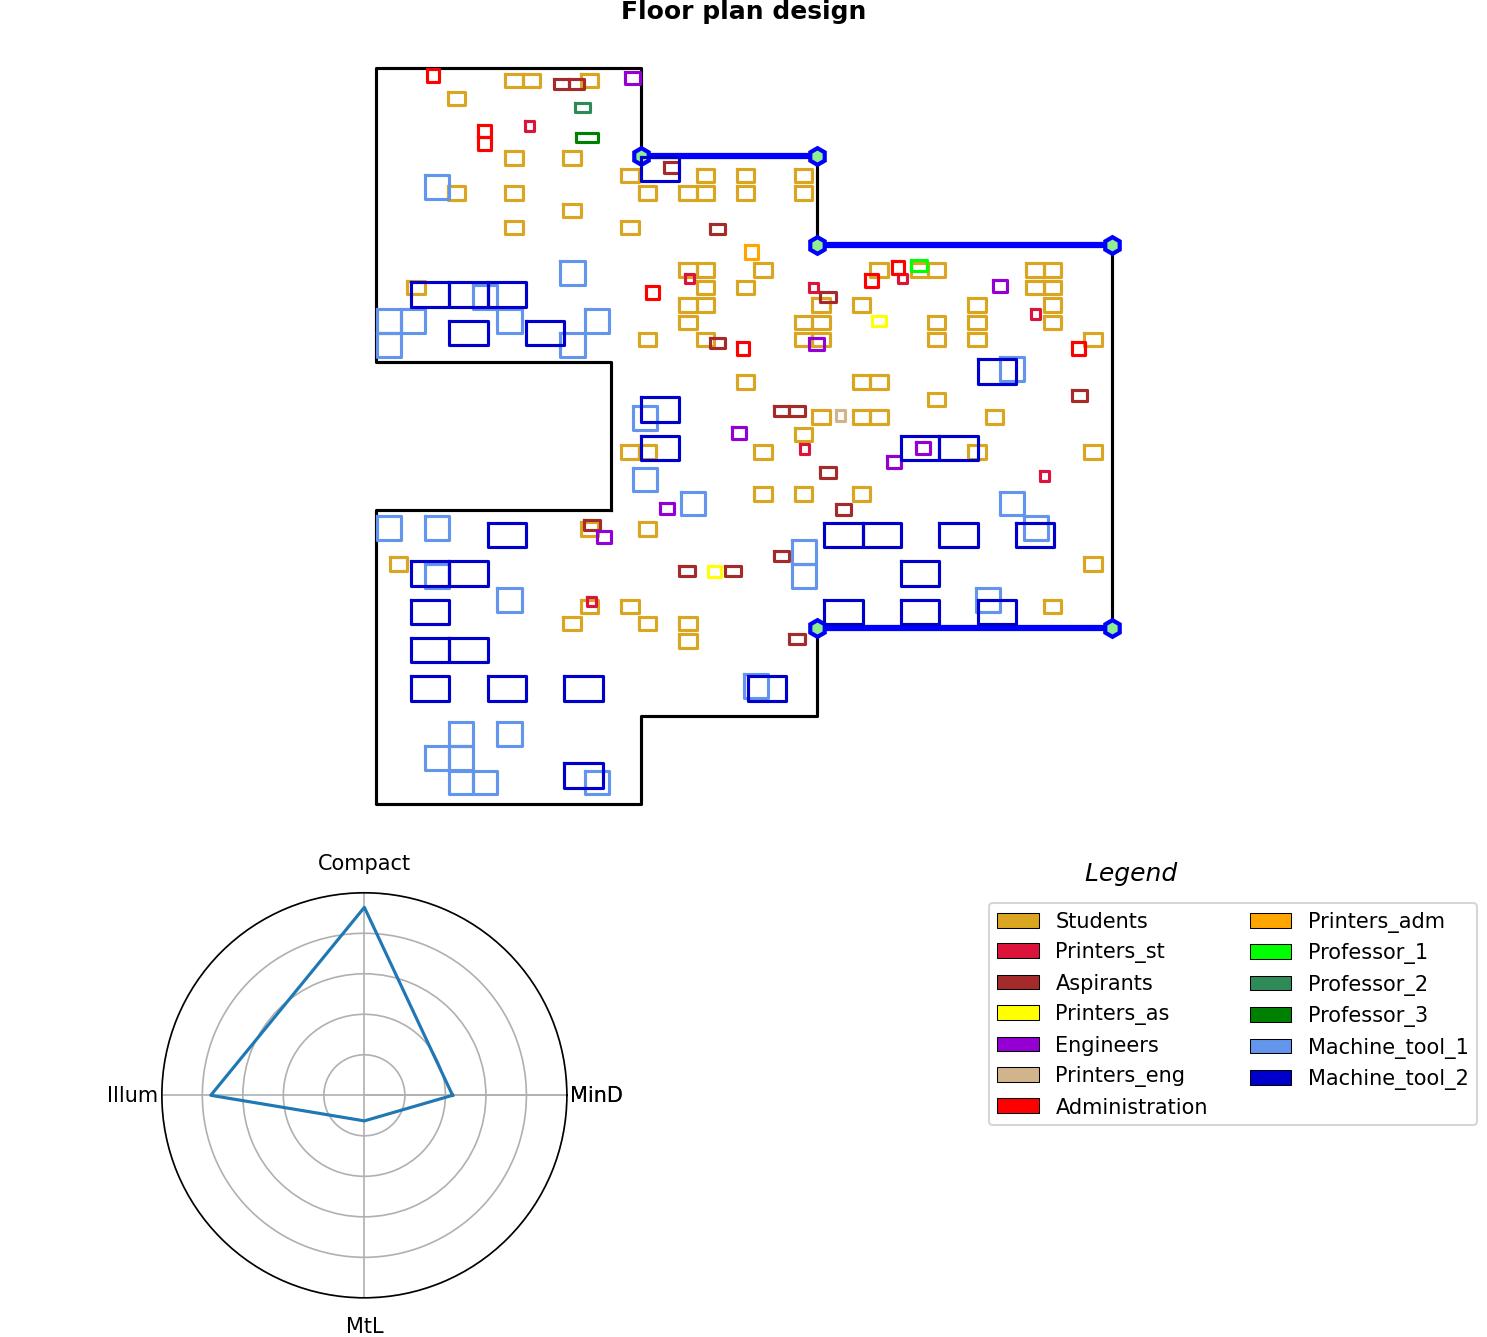 Floor plan design
Compact
Illum
MinD
MtL
Legend
Students
Printers_st
Aspirants
Printers_as
Engineers
Printers_eng
Administration
Printers_adm
Professor_1
Professor_2
Professor_3
Machine_tool_1
Machine_tool_2